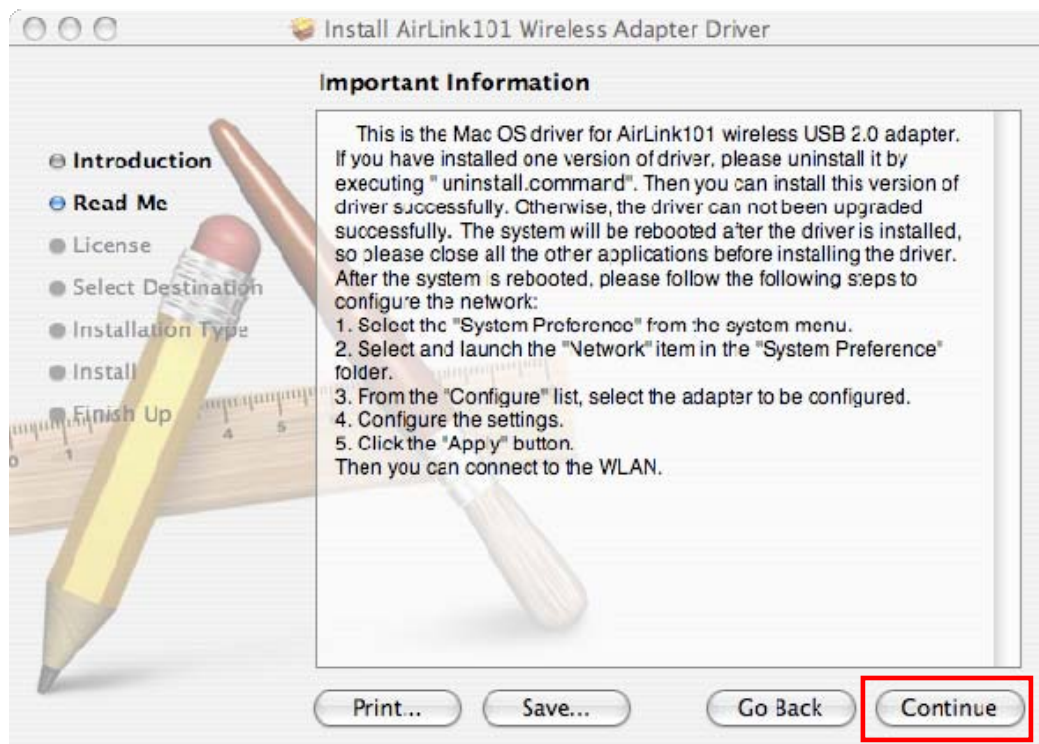 Install AirLink101 Wireless Adapter Driver
Important Information
Introduction
Read Me
License
Select Destination
Installation Type
Install
Finish Up
This is the Mac OS driver for AirLink101 wireless USB 2.0 adapter.
If you have installed one version of driver, please uninstall it by
executing " uninstall.command". Then you can install this version of
driver successfully. Otherwise, the driver can not been upgraded
successfully. The system will be rebooted after the driver is installed,
so please close all the other applications before installing the driver.
After the system is rebooted, please follow the following steps to
configure the network:
1. Select the "System Preference" from the system menu.
2. Select and launch the "Network" item in the "System Preference"
folder.
3. From the "Configure" list, select the adapter to be configured.
4. Configure the settings.
5. Click the "Apply" button.
Then you can connect to the WLAN.
0 1 4 5
Print... Save... Go Back Continue